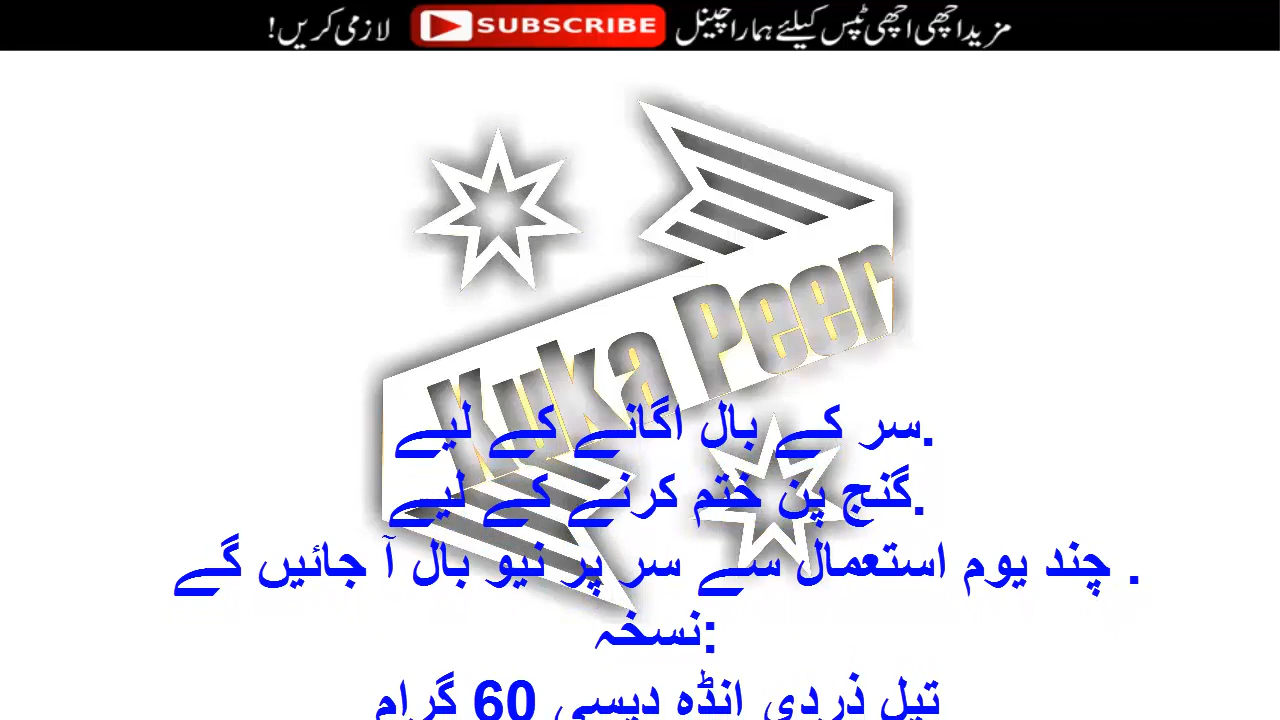 مزید اچھی اچھی ٹپس کیلئے ہمارا چینل SUBSCRIBE لازمی کریں!
Kuka Peer
سر کے بال اگانے کے لیے.
گنج پن ختم کرنے کے لیے.
چند یوم استعمال سے سر پر نیو بال آ جائیں گے .
نسخہ:
تیل ذردی انڈہ دیسی 60 گرام